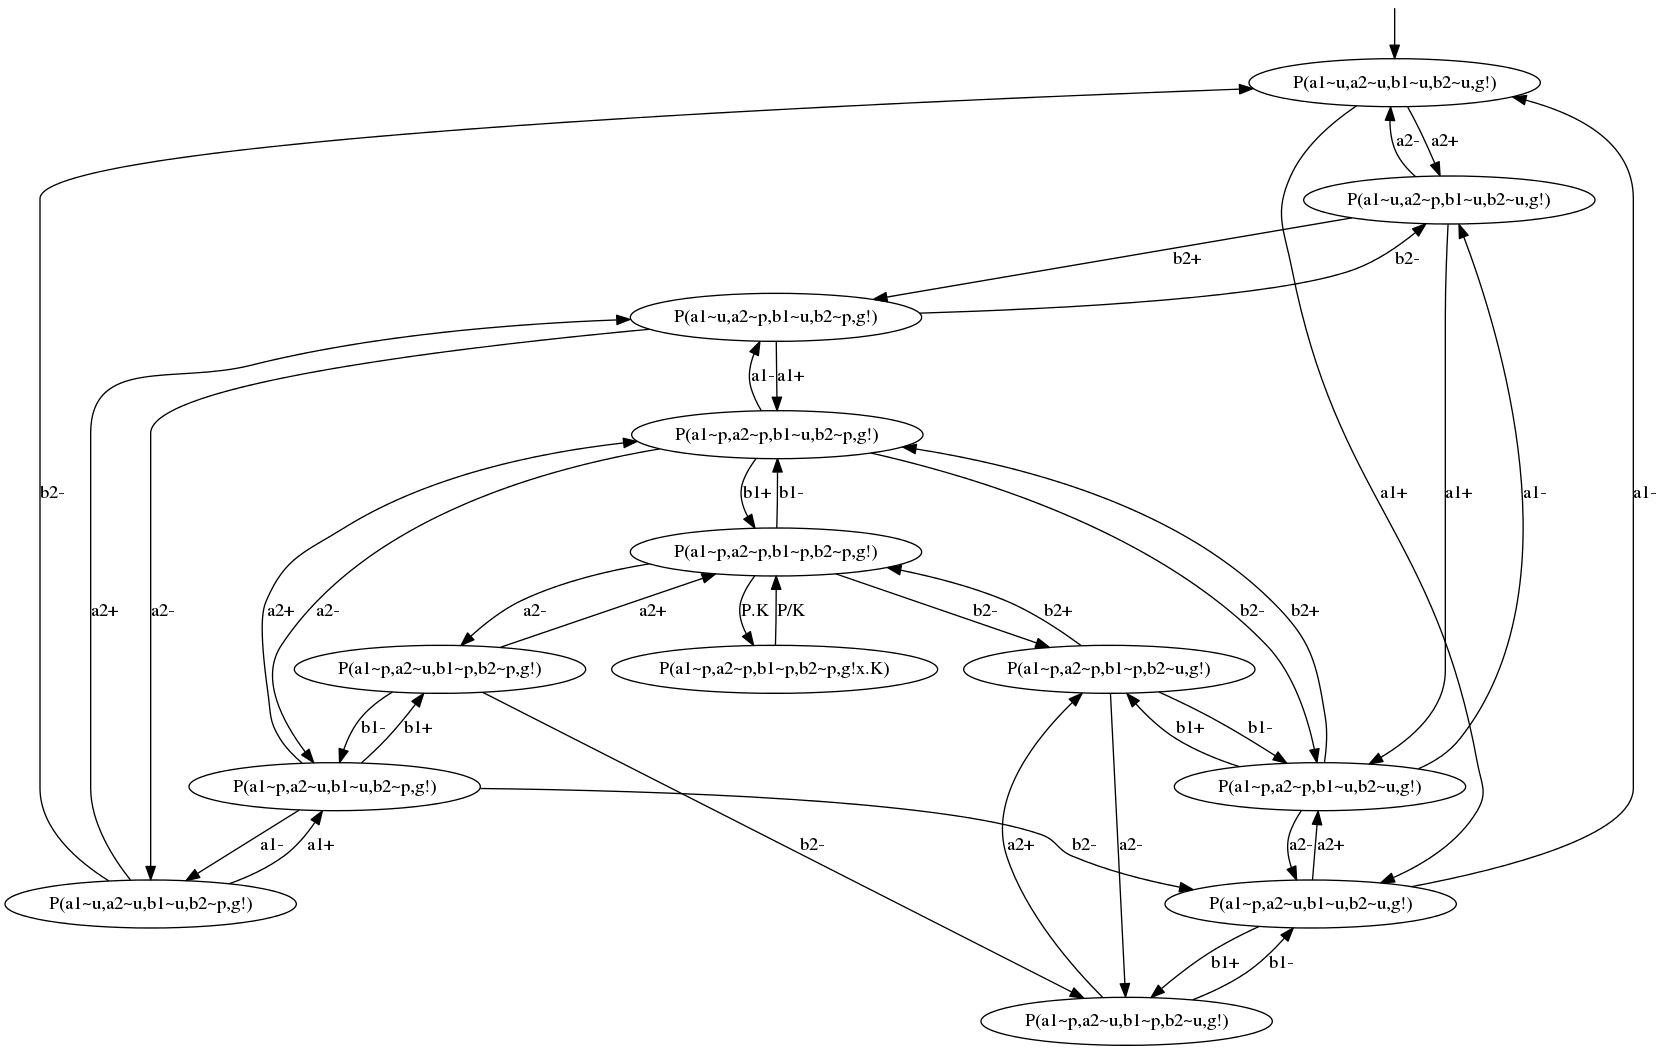 P(a1~u,a2~u,b1~u,b2~u,g!)
a2-
a2+
P(a1~u,a2~p,b1~u,b2~u,g!)
b2+
b2-
P(a1~u,a2~p,b1~u,b2~p,g!)
a1-
a1+
P(a1~p,a2~p,b1~u,b2~p,g!)
b2-
b1+
b1-
a1+
a1+
a1-
a1-
P(a1~p,a2~p,b1~p,b2~p,g!)
a2+
a2-
a2+
a2-
a2-
a2+
P.K
P/K
b2-
b2+
b2-
b2+
P(a1~p,a2~u,b1~p,b2~p,g!)
P(a1~p,a2~p,b1~p,b2~p,g!x.K)
P(a1~p,a2~p,b1~p,b2~u,g!)
b1-
b1+
b1+
b1-
P(a1~p,a2~u,b1~u,b2~p,g!)
P(a1~p,a2~p,b1~u,b2~u,g!)
a1-
a1+
b2-
a2+
b2-
a2-
a2-
a2+
P(a1~u,a2~u,b1~u,b2~p,g!)
P(a1~p,a2~u,b1~u,b2~u,g!)
b1+
b1-
P(a1~p,a2~u,b1~p,b2~u,g!)